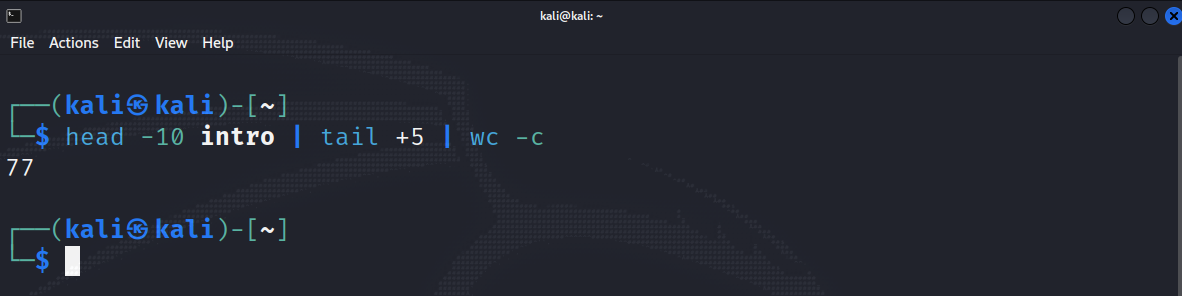 kali@kali: ~
File Actions Edit View Help
┌──(kali㉿kali)-[~]
└─$ head -10 intro | tail +5 | wc -c
77
┌──(kali㉿kali)-[~]
└─$